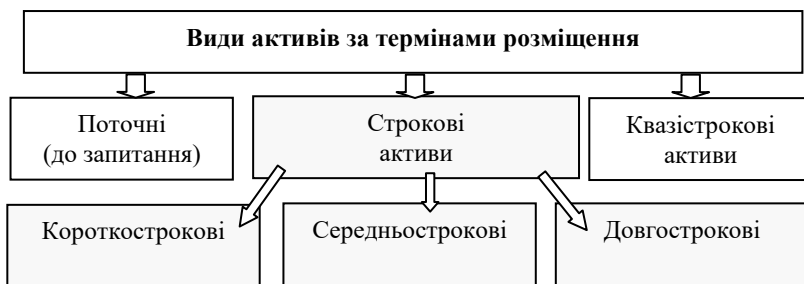 Види активів за термінами розміщення
Поточні
(до запитання)
Строкові
активи
Квазістрокові
активи
Короткострокові
Середньострокові
Довгострокові